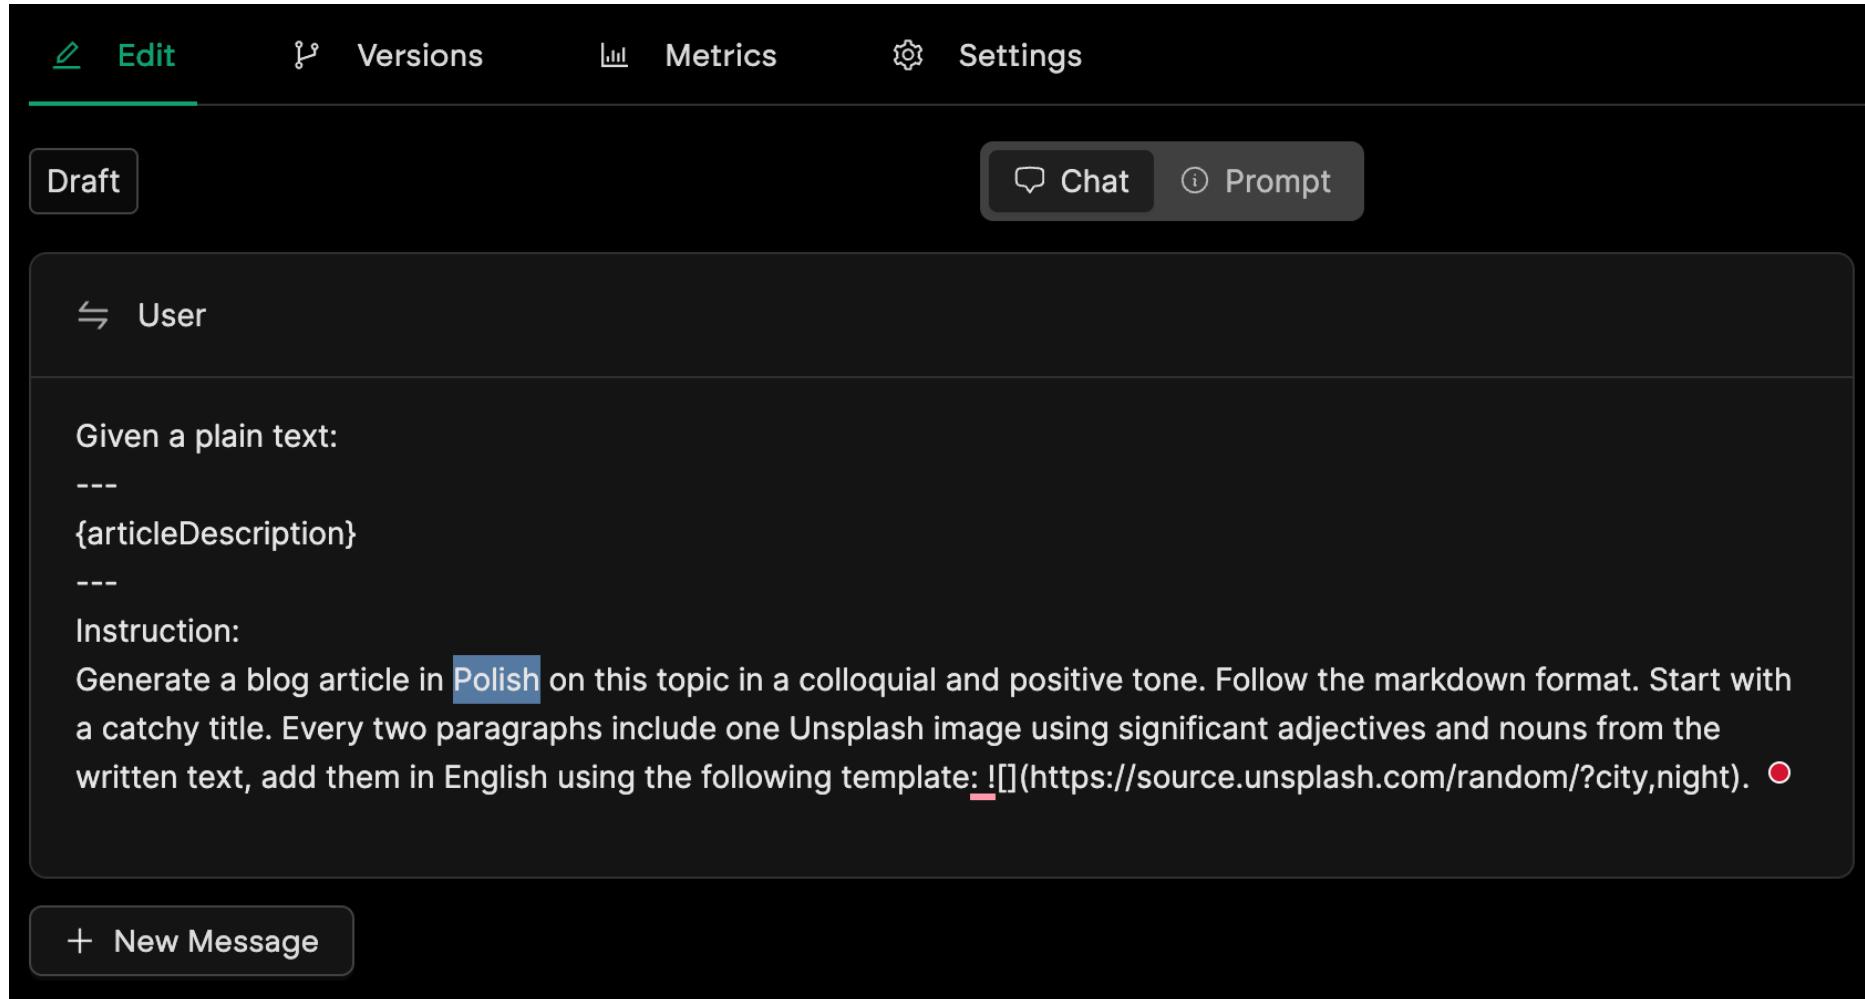 Edit Versions Metrics Settings
Draft Chat Prompt
User
Given a plain text:
---
{articleDescription}
---
Instruction:
Generate a blog article in Polish on this topic in a colloquial and positive tone. Follow the markdown format. Start with
a catchy title. Every two paragraphs include one Unsplash image using significant adjectives and nouns from the
written text, add them in English using the following template: ![](https://source.unsplash.com/random/?city,night).
+ New Message